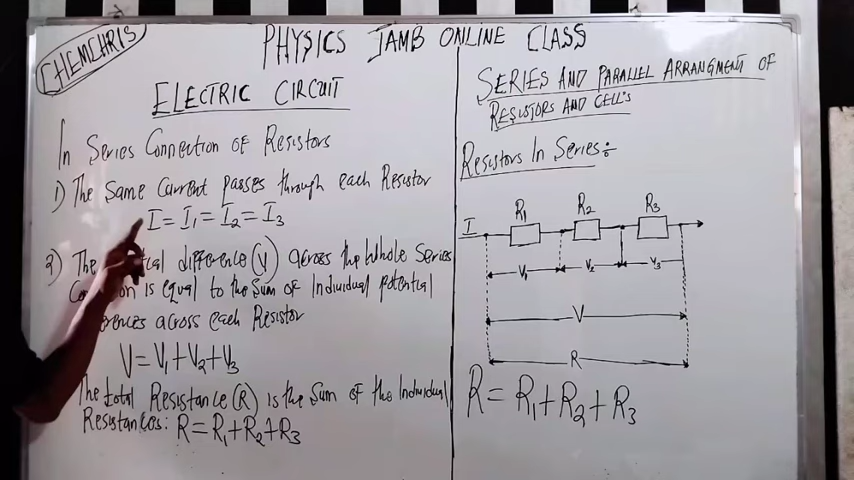 CHEMCHRIS
PHYSICS JAMB ONLINE CLASS
ELECTRIC CIRCUIT
In Series Connection of Resistors
1) The Same Current passes through each Resistor
I = I₁ = I₂ = I₃
2) The difference (V) across the Whole Series
is equal to the Sum of Individual potential
across each Resistor
V = V₁ + V₂ + V₃
The total Resistance (R) is the Sum of the Individual
Resistances: R = R₁ + R₂ + R₃
SERIES AND PARALLEL ARRANGMENT OF
RESISTORS AND CELL'S
Resistors In Series:-
I R₁ R₂ R₃
V₁ V₂ V₃
V
R
R = R₁ + R₂ + R₃